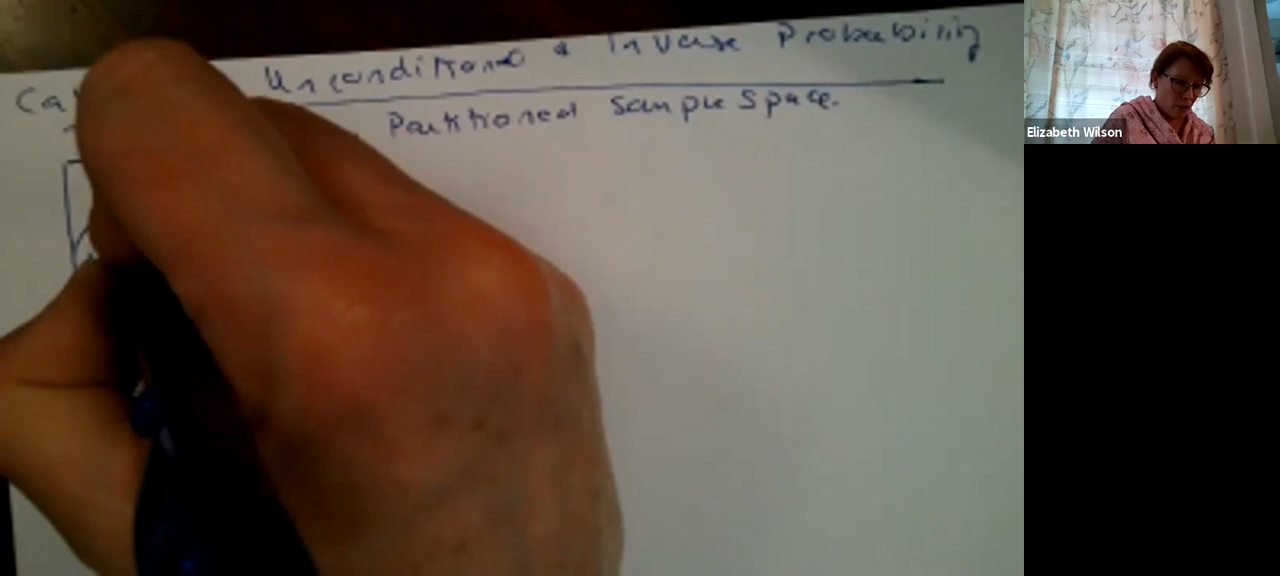 Ca Unconditional & Inverse Probability
Partitioned Sample Space.
Elizabeth Wilson